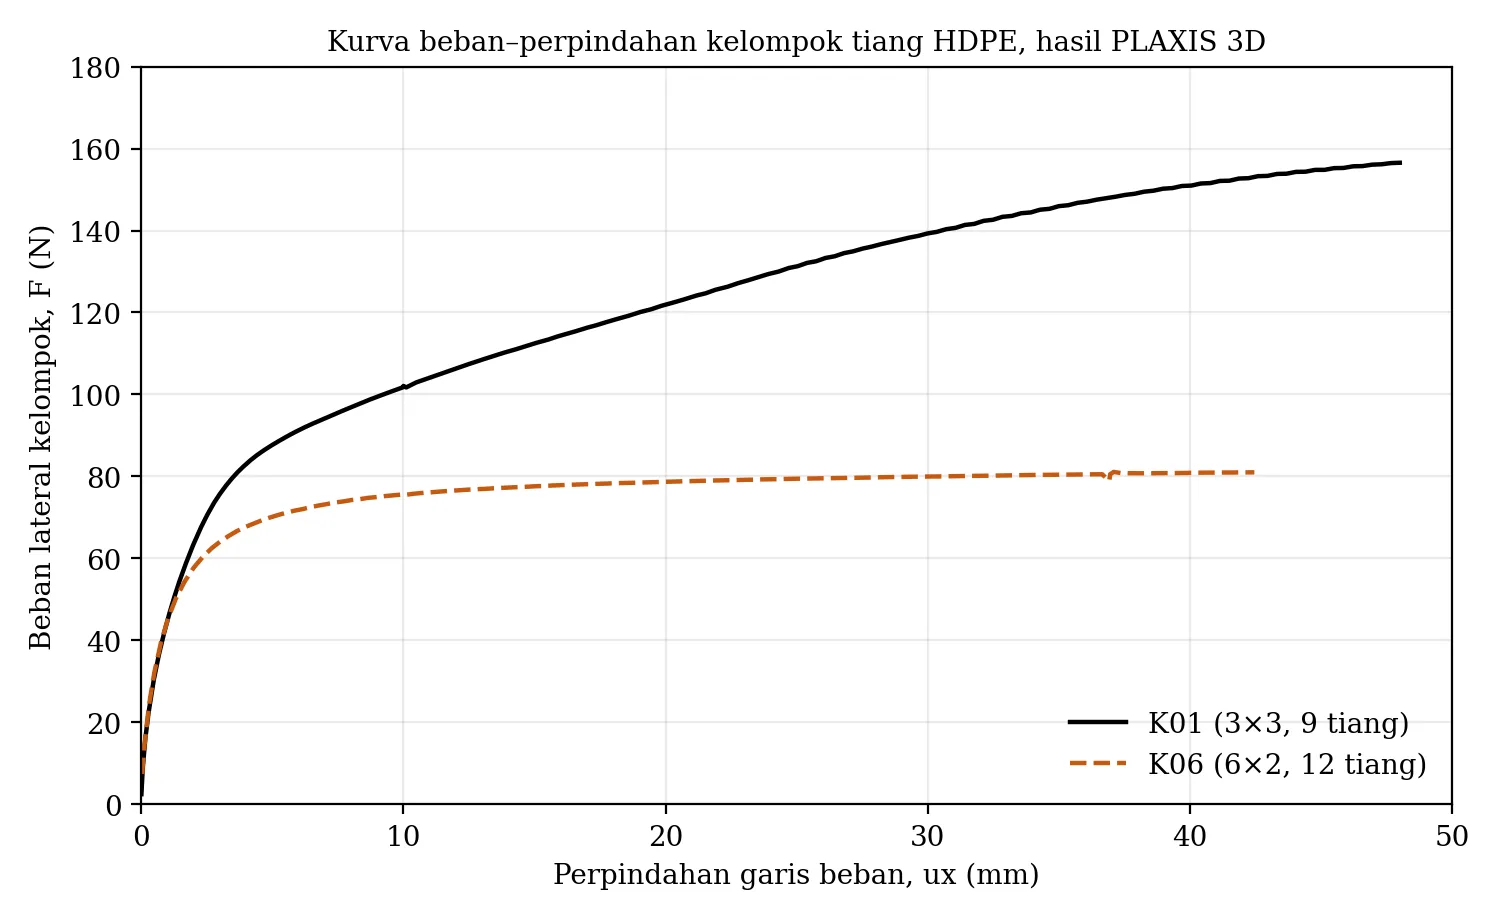 Kurva beban–perpindahan kelompok tiang HDPE, hasil PLAXIS 3D
Beban lateral kelompok, F (N)
180
160
140
120
100
80
60
40
20
0
0 10 20 30 40 50
Perpindahan garis beban, ux (mm)
K01 (3×3, 9 tiang)
K06 (6×2, 12 tiang)